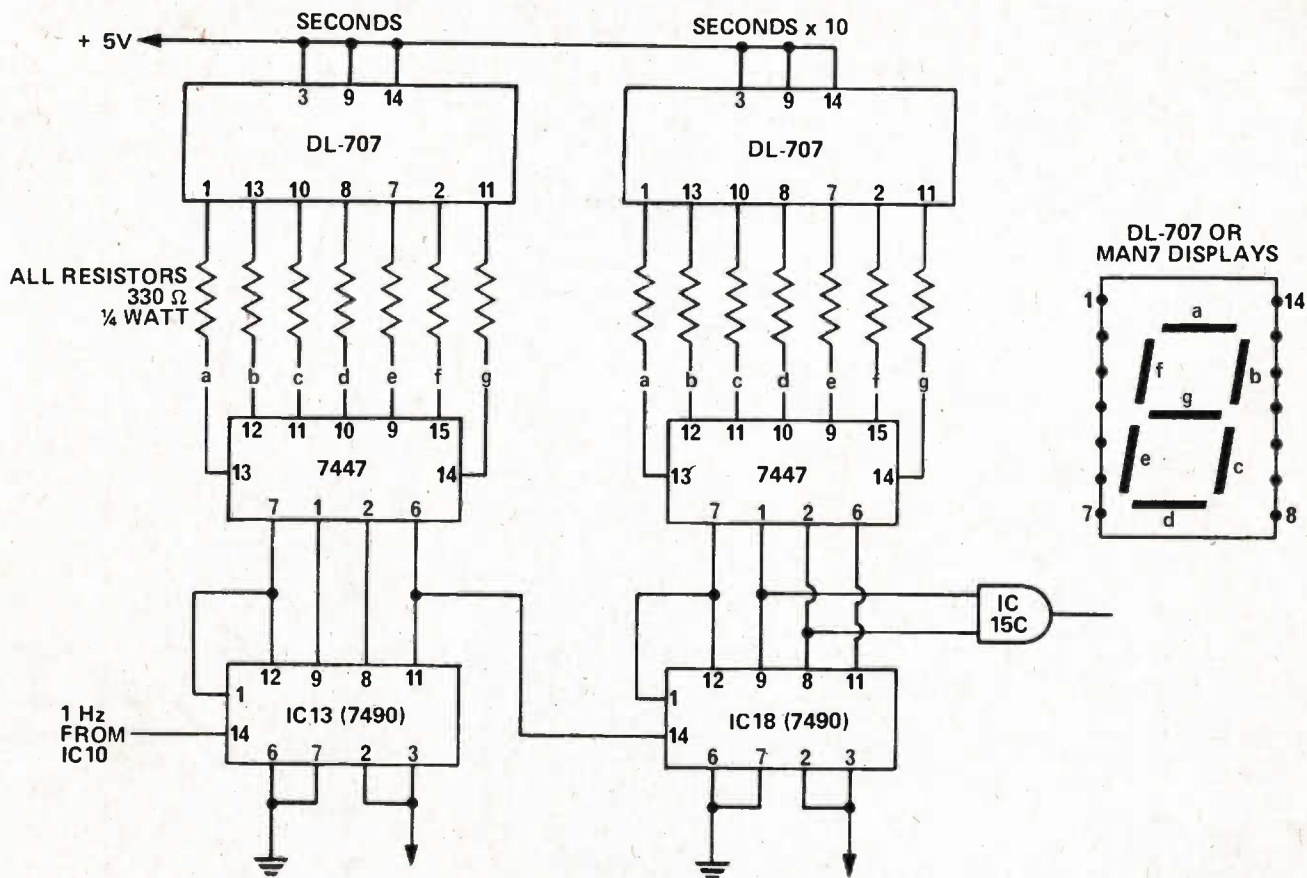 SECONDS
SECONDS x 10
+ 5V
3 9 14
3 9 14
DL-707
DL-707
1 13 10 8 7 2 11
1 13 10 8 7 2 11
DL-707 OR
MAN7 DISPLAYS
ALL RESISTORS
330 Ω
¼ WATT
1
14
a
f
b
g
e
c
d
7
8
a b c d e f g
a b c d e f g
12 11 10 9 15
12 11 10 9 15
13
7447
14
13
7447
14
7 1 2 6
7 1 2 6
IC
15C
12 9 8 11
12 9 8 11
1
IC13 (7490)
14
1
IC18 (7490)
14
1 Hz
FROM
IC10
6 7 2 3
6 7 2 3